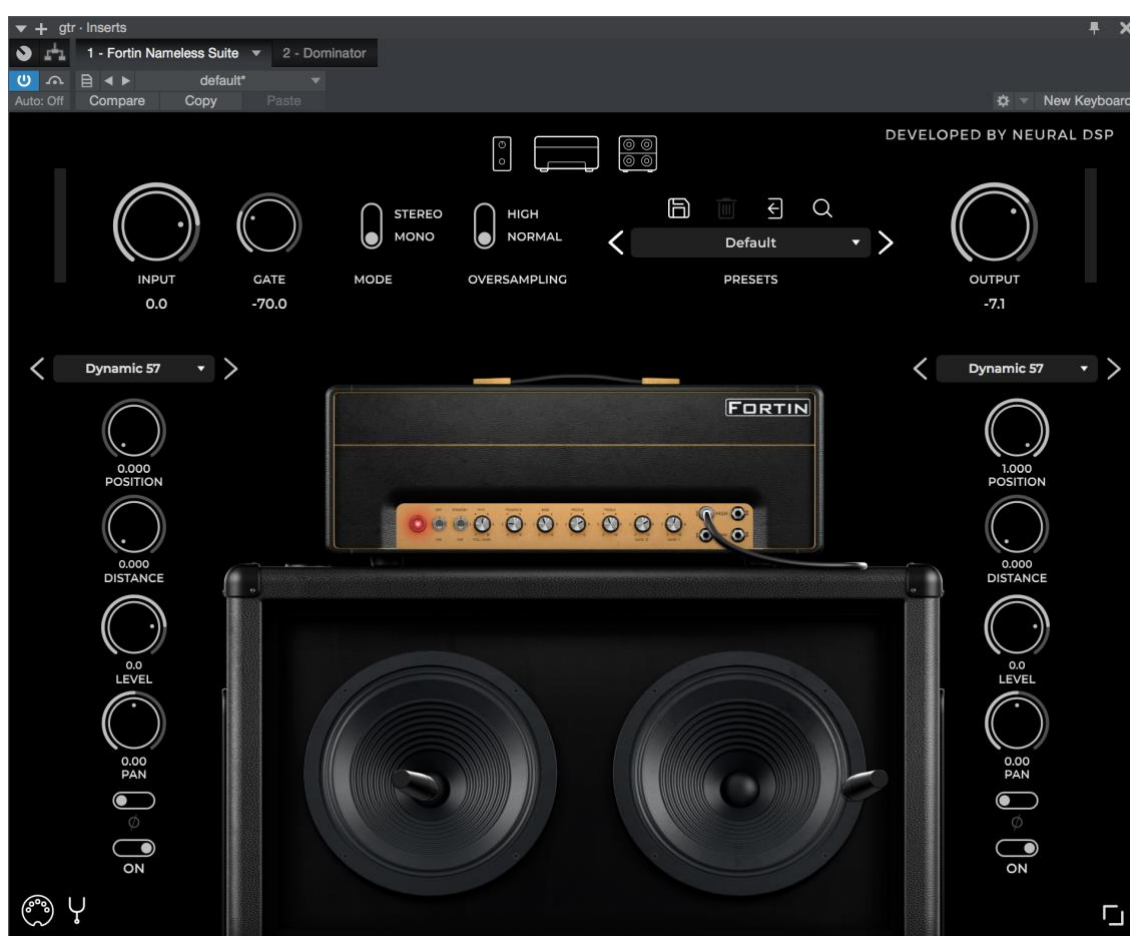 gtr · Inserts
1 - Fortin Nameless Suite
2 - Dominator
default*
Auto: Off
Compare
Copy
Paste
New Keyboard
DEVELOPED BY NEURAL DSP
STEREO
MONO
HIGH
NORMAL
Default
INPUT
GATE
MODE
OVERSAMPLING
PRESETS
OUTPUT
0.0
-70.0
-7.1
Dynamic 57
Dynamic 57
FORTIN
0.000
POSITION
0.000
DISTANCE
0.0
LEVEL
0.00
PAN
ON
1.000
POSITION
0.000
DISTANCE
0.0
LEVEL
0.00
PAN
ON